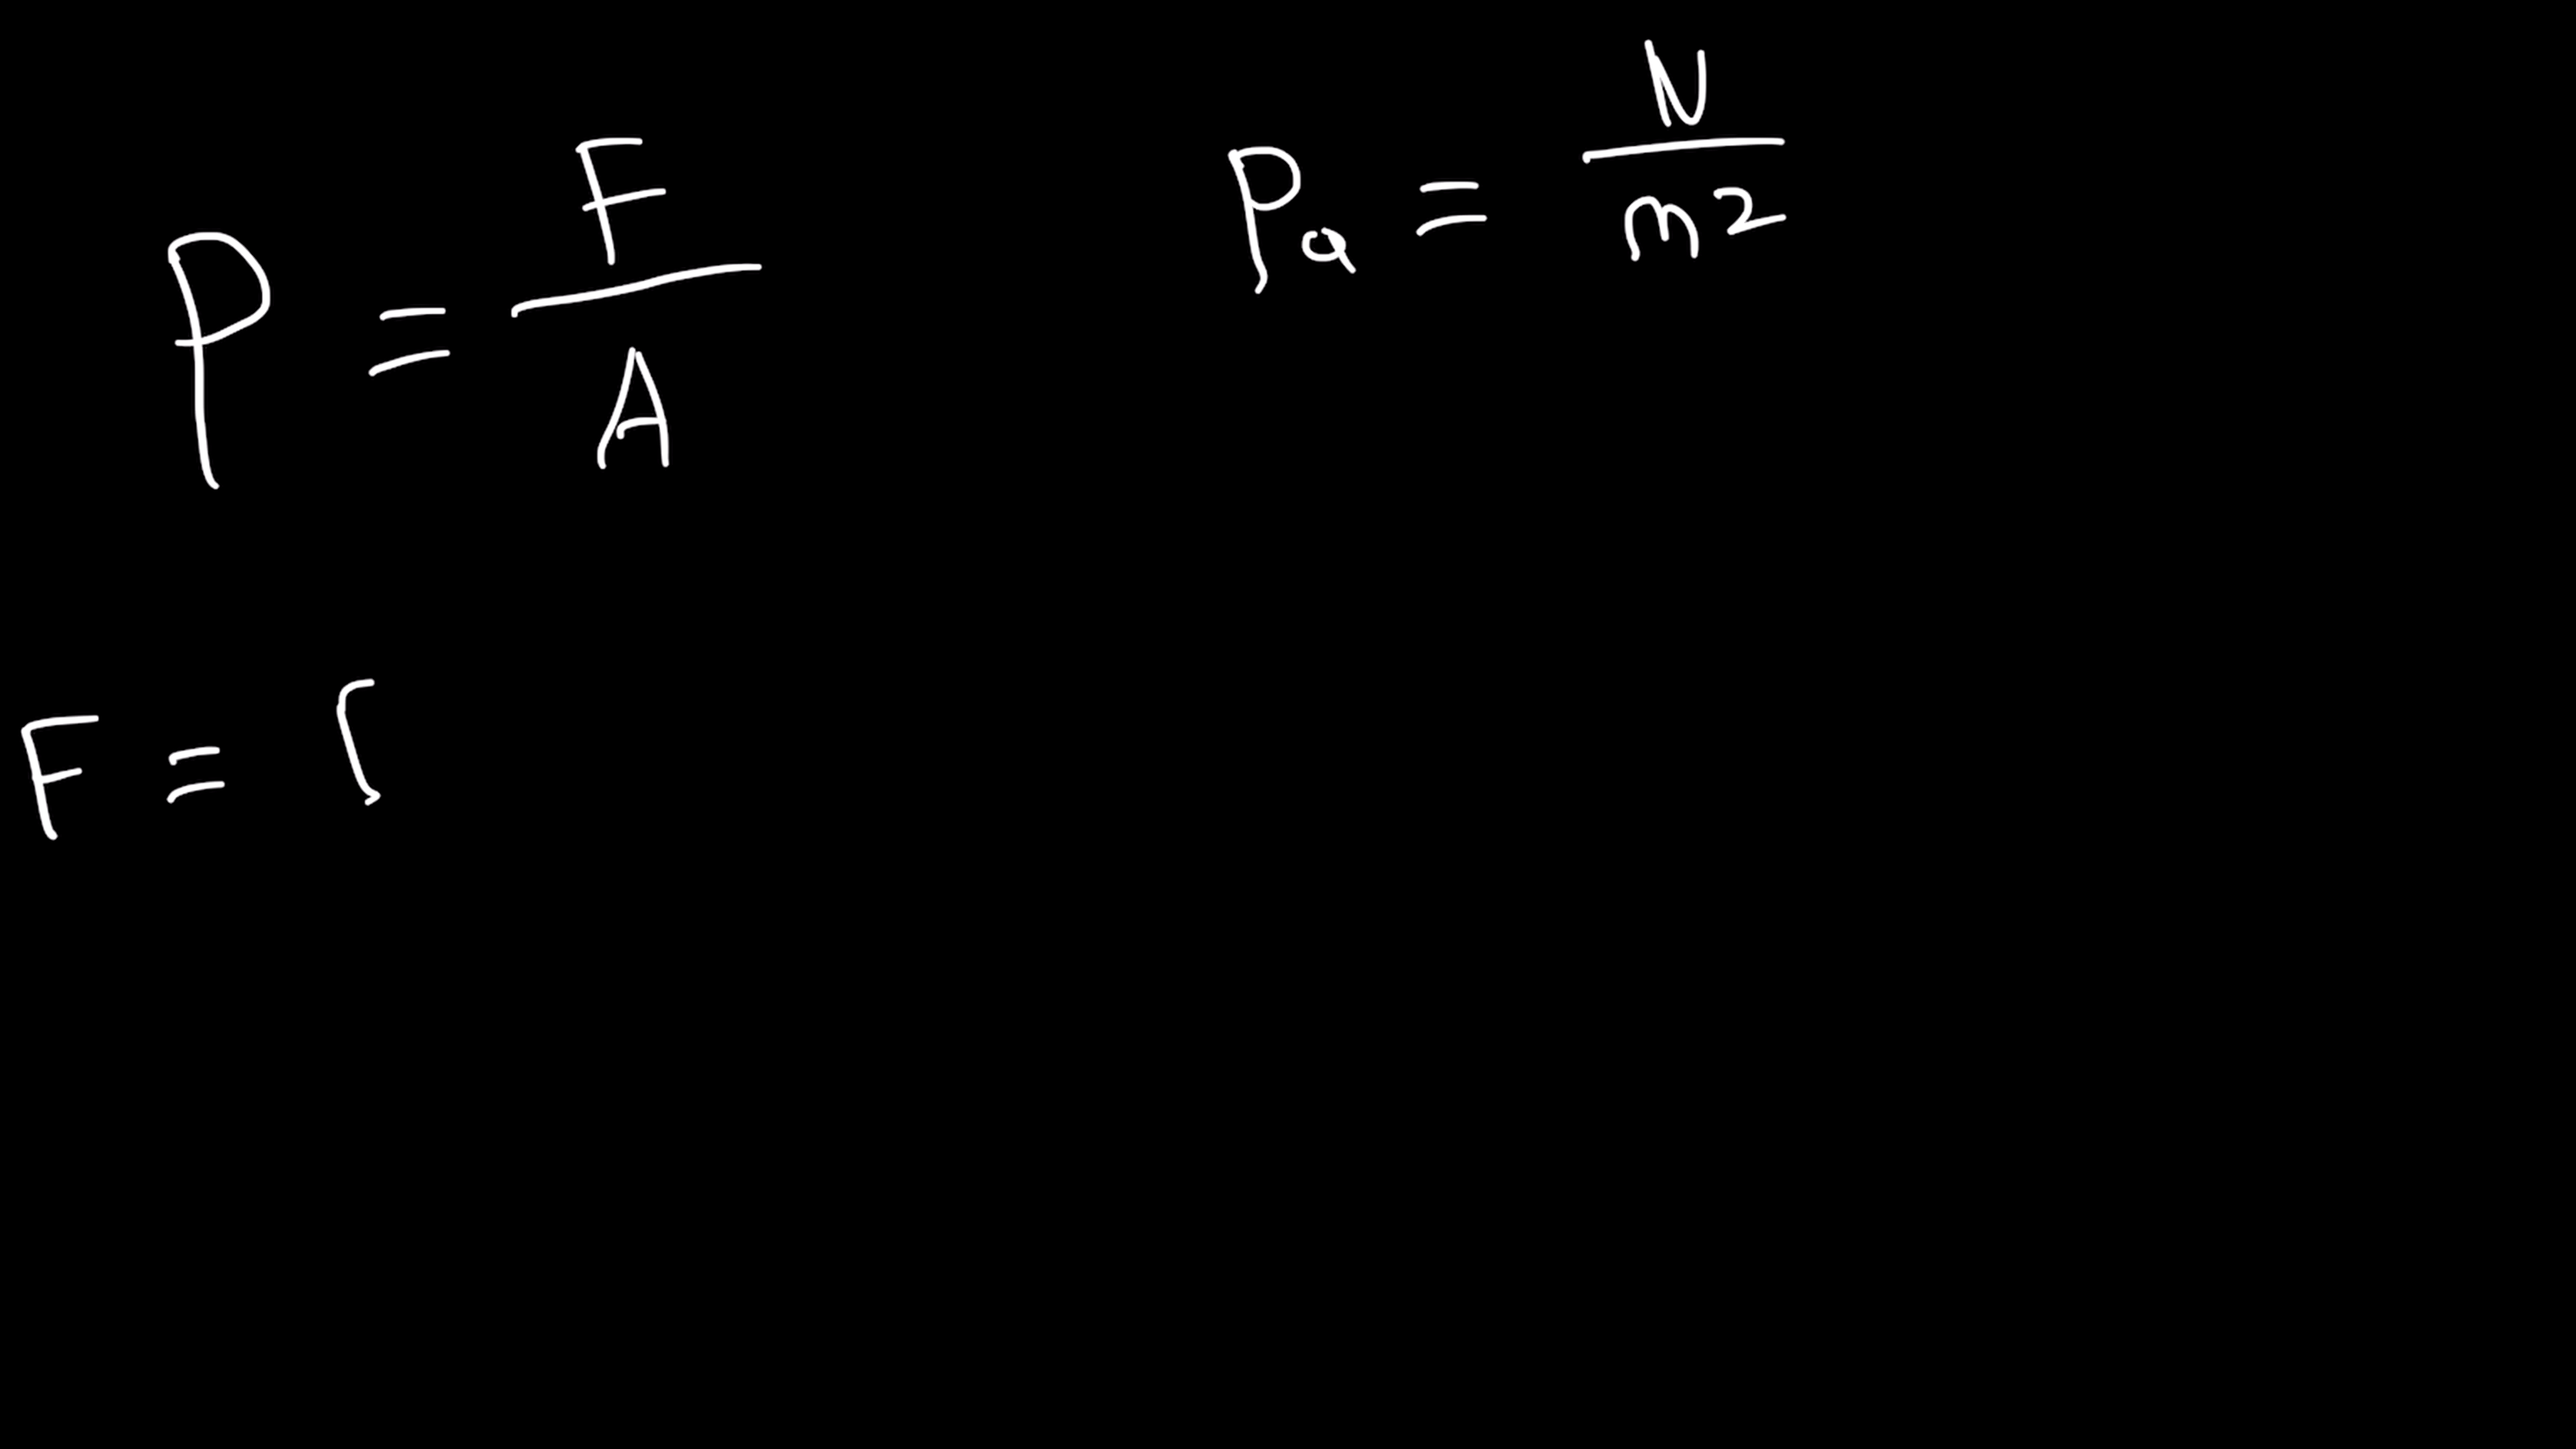 P = F/A
Pa = N/m²
F =